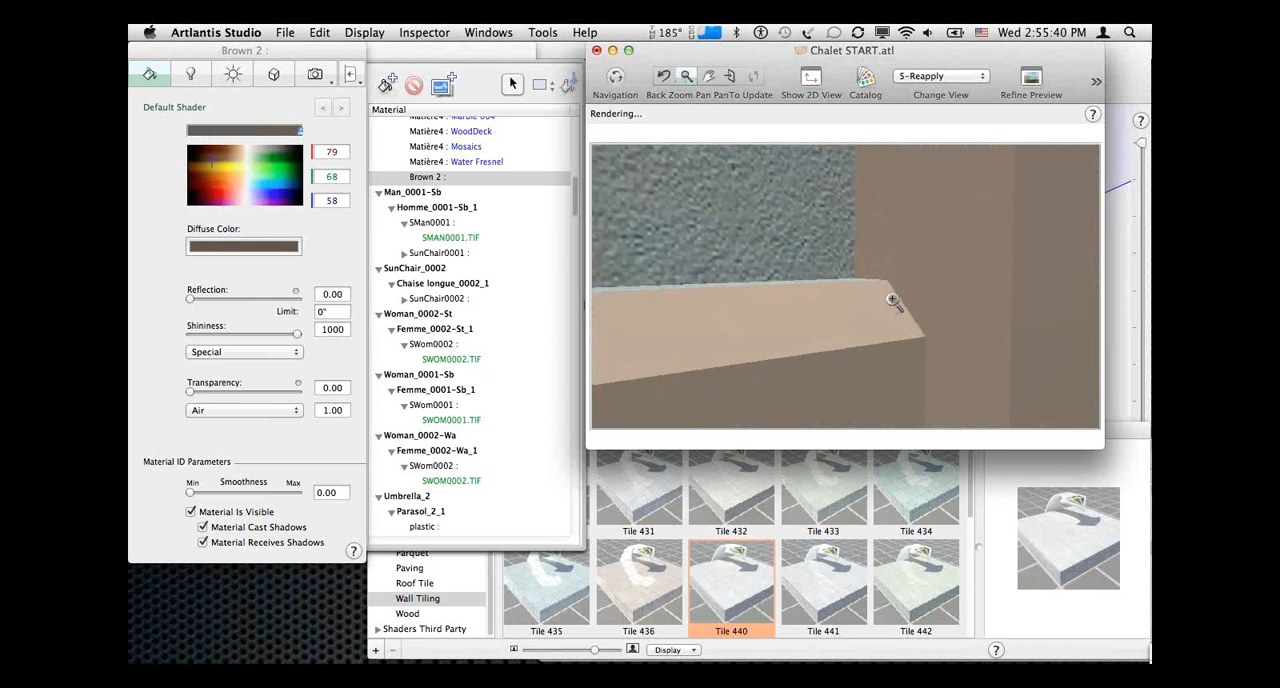 Artlantis Studio File Edit Display Inspector Windows Tools Help
185° Wed 2:55:40 PM
Brown 2 :
Default Shader < >
79
68
58
Diffuse Color:
Reflection: 0.00
Limit: 0°
Shininess: 1000
Special
Transparency: 0.00
Air 1.00
Material ID Parameters
Min Smoothness Max
0.00
Material Is Visible
Material Cast Shadows
Material Receives Shadows
?
Material
Matière4 : Marble 004
Matière4 : WoodDeck
Matière4 : Mosaics
Matière4 : Water Fresnel
Brown 2 :
Man_0001-Sb
Homme_0001-Sb_1
SMan0001 :
SMAN0001.TIF
SunChair0001 :
SunChair_0002
Chaise longue_0002_1
SunChair0002 :
Woman_0002-St
Femme_0002-St_1
SWom0002 :
SWOM0002.TIF
Woman_0001-Sb
Femme_0001-Sb_1
SWom0001 :
SWOM0001.TIF
Woman_0002-Wa
Femme_0002-Wa_1
SWom0002 :
SWOM0002.TIF
Umbrella_2
Parasol_2_1
plastic :
Chalet START.atl
5-Reapply
Navigation Back Zoom Pan PanTo Update Show 2D View Catalog Change View Refine Preview
Rendering... ?
?
Parquet
Paving
Roof Tile
Wall Tiling
Wood
Shaders Third Party
Tile 431 Tile 432 Tile 433 Tile 434
Tile 435 Tile 436 Tile 440 Tile 441 Tile 442
+ − Display ?